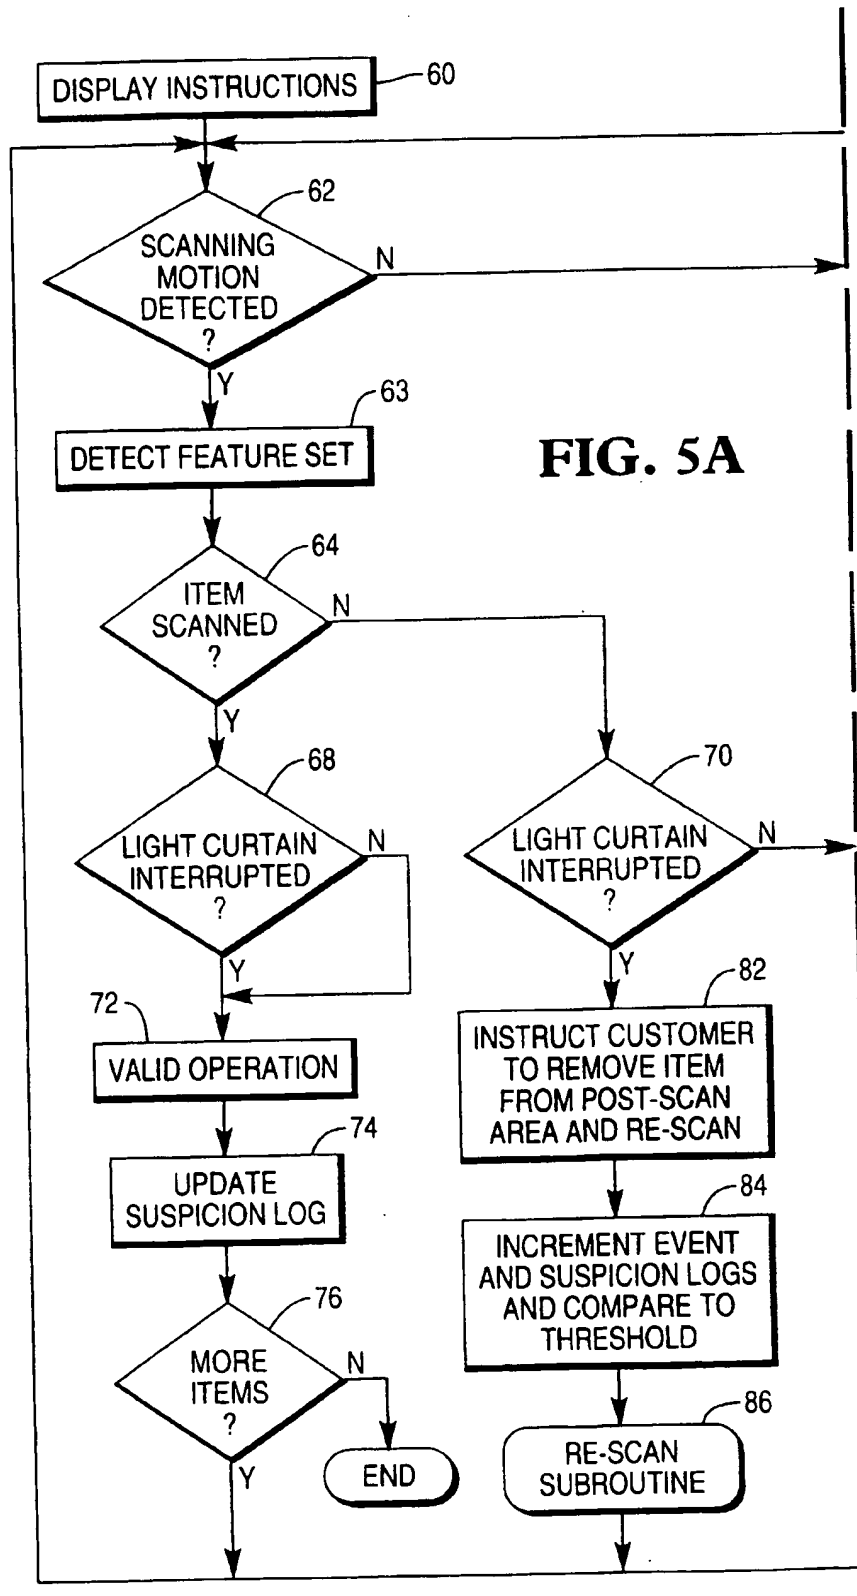 DISPLAY INSTRUCTIONS
60
62
SCANNING
MOTION
DETECTED
?
N
Y
63
DETECT FEATURE SET
FIG. 5A
64
ITEM
SCANNED
?
N
Y
68
LIGHT CURTAIN
INTERRUPTED
?
N
Y
70
LIGHT CURTAIN
INTERRUPTED
?
N
Y
72
VALID OPERATION
74
UPDATE
SUSPICION LOG
76
MORE
ITEMS
?
N
Y
END
82
INSTRUCT CUSTOMER
TO REMOVE ITEM
FROM POST-SCAN
AREA AND RE-SCAN
84
INCREMENT EVENT
AND SUSPICION LOGS
AND COMPARE TO
THRESHOLD
86
RE-SCAN
SUBROUTINE